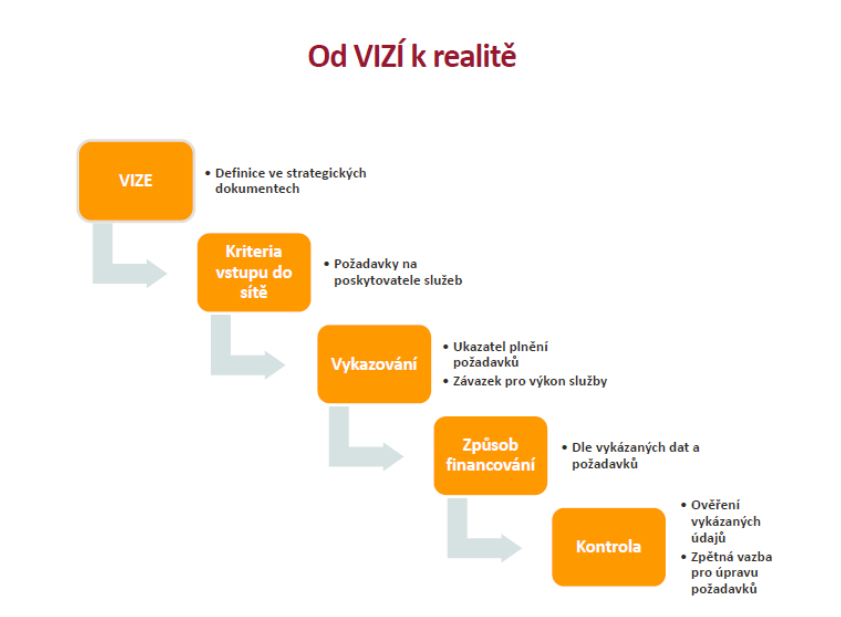 Od VIZÍ k realitě
VIZE
• Definice ve strategických
dokumentech
Kriteria
vstupu do
sítě
• Požadavky na
poskytovatele služeb
Vykazování
• Ukazatel plnění
požadavků
• Závazek pro výkon služby
Způsob
financování
• Dle vykázaných dat a
požadavků
Kontrola
• Ověření
vykázaných
údajů
• Zpětná vazba
pro úpravu
požadavků